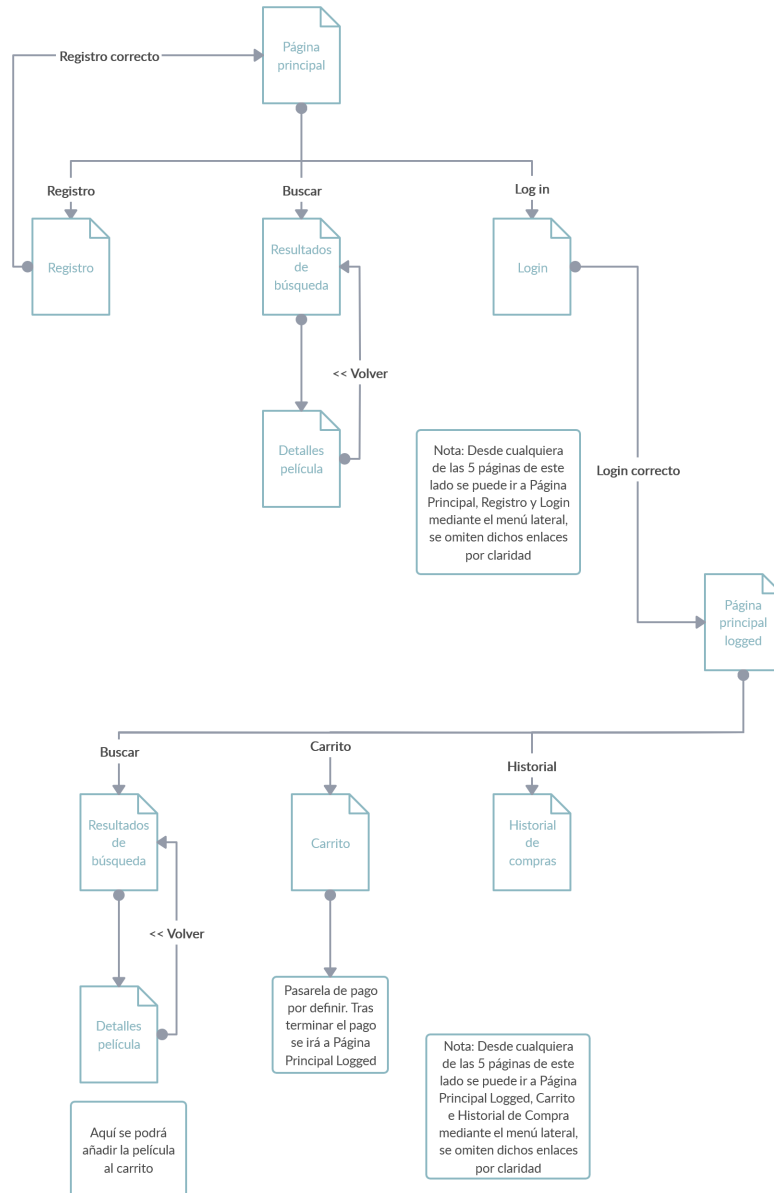 Página
principal
Registro correcto
Registro
Buscar
Log in
Registro
Resultados
de
búsqueda
Login
<< Volver
Detalles
película
Nota: Desde cualquiera
de las 5 páginas de este
lado se puede ir a Página
Principal, Registro y Login
mediante el menú lateral,
se omiten dichos enlaces
por claridad
Login correcto
Página
principal
logged
Buscar
Carrito
Historial
Resultados
de
búsqueda
Carrito
Historial
de
compras
<< Volver
Detalles
película
Pasarela de pago
por definir. Tras
terminar el pago
se irá a Página
Principal Logged
Nota: Desde cualquiera
de las 5 páginas de este
lado se puede ir a Página
Principal Logged, Carrito
e Historial de Compra
mediante el menú lateral,
se omiten dichos enlaces
por claridad
Aquí se podrá
añadir la película
al carrito